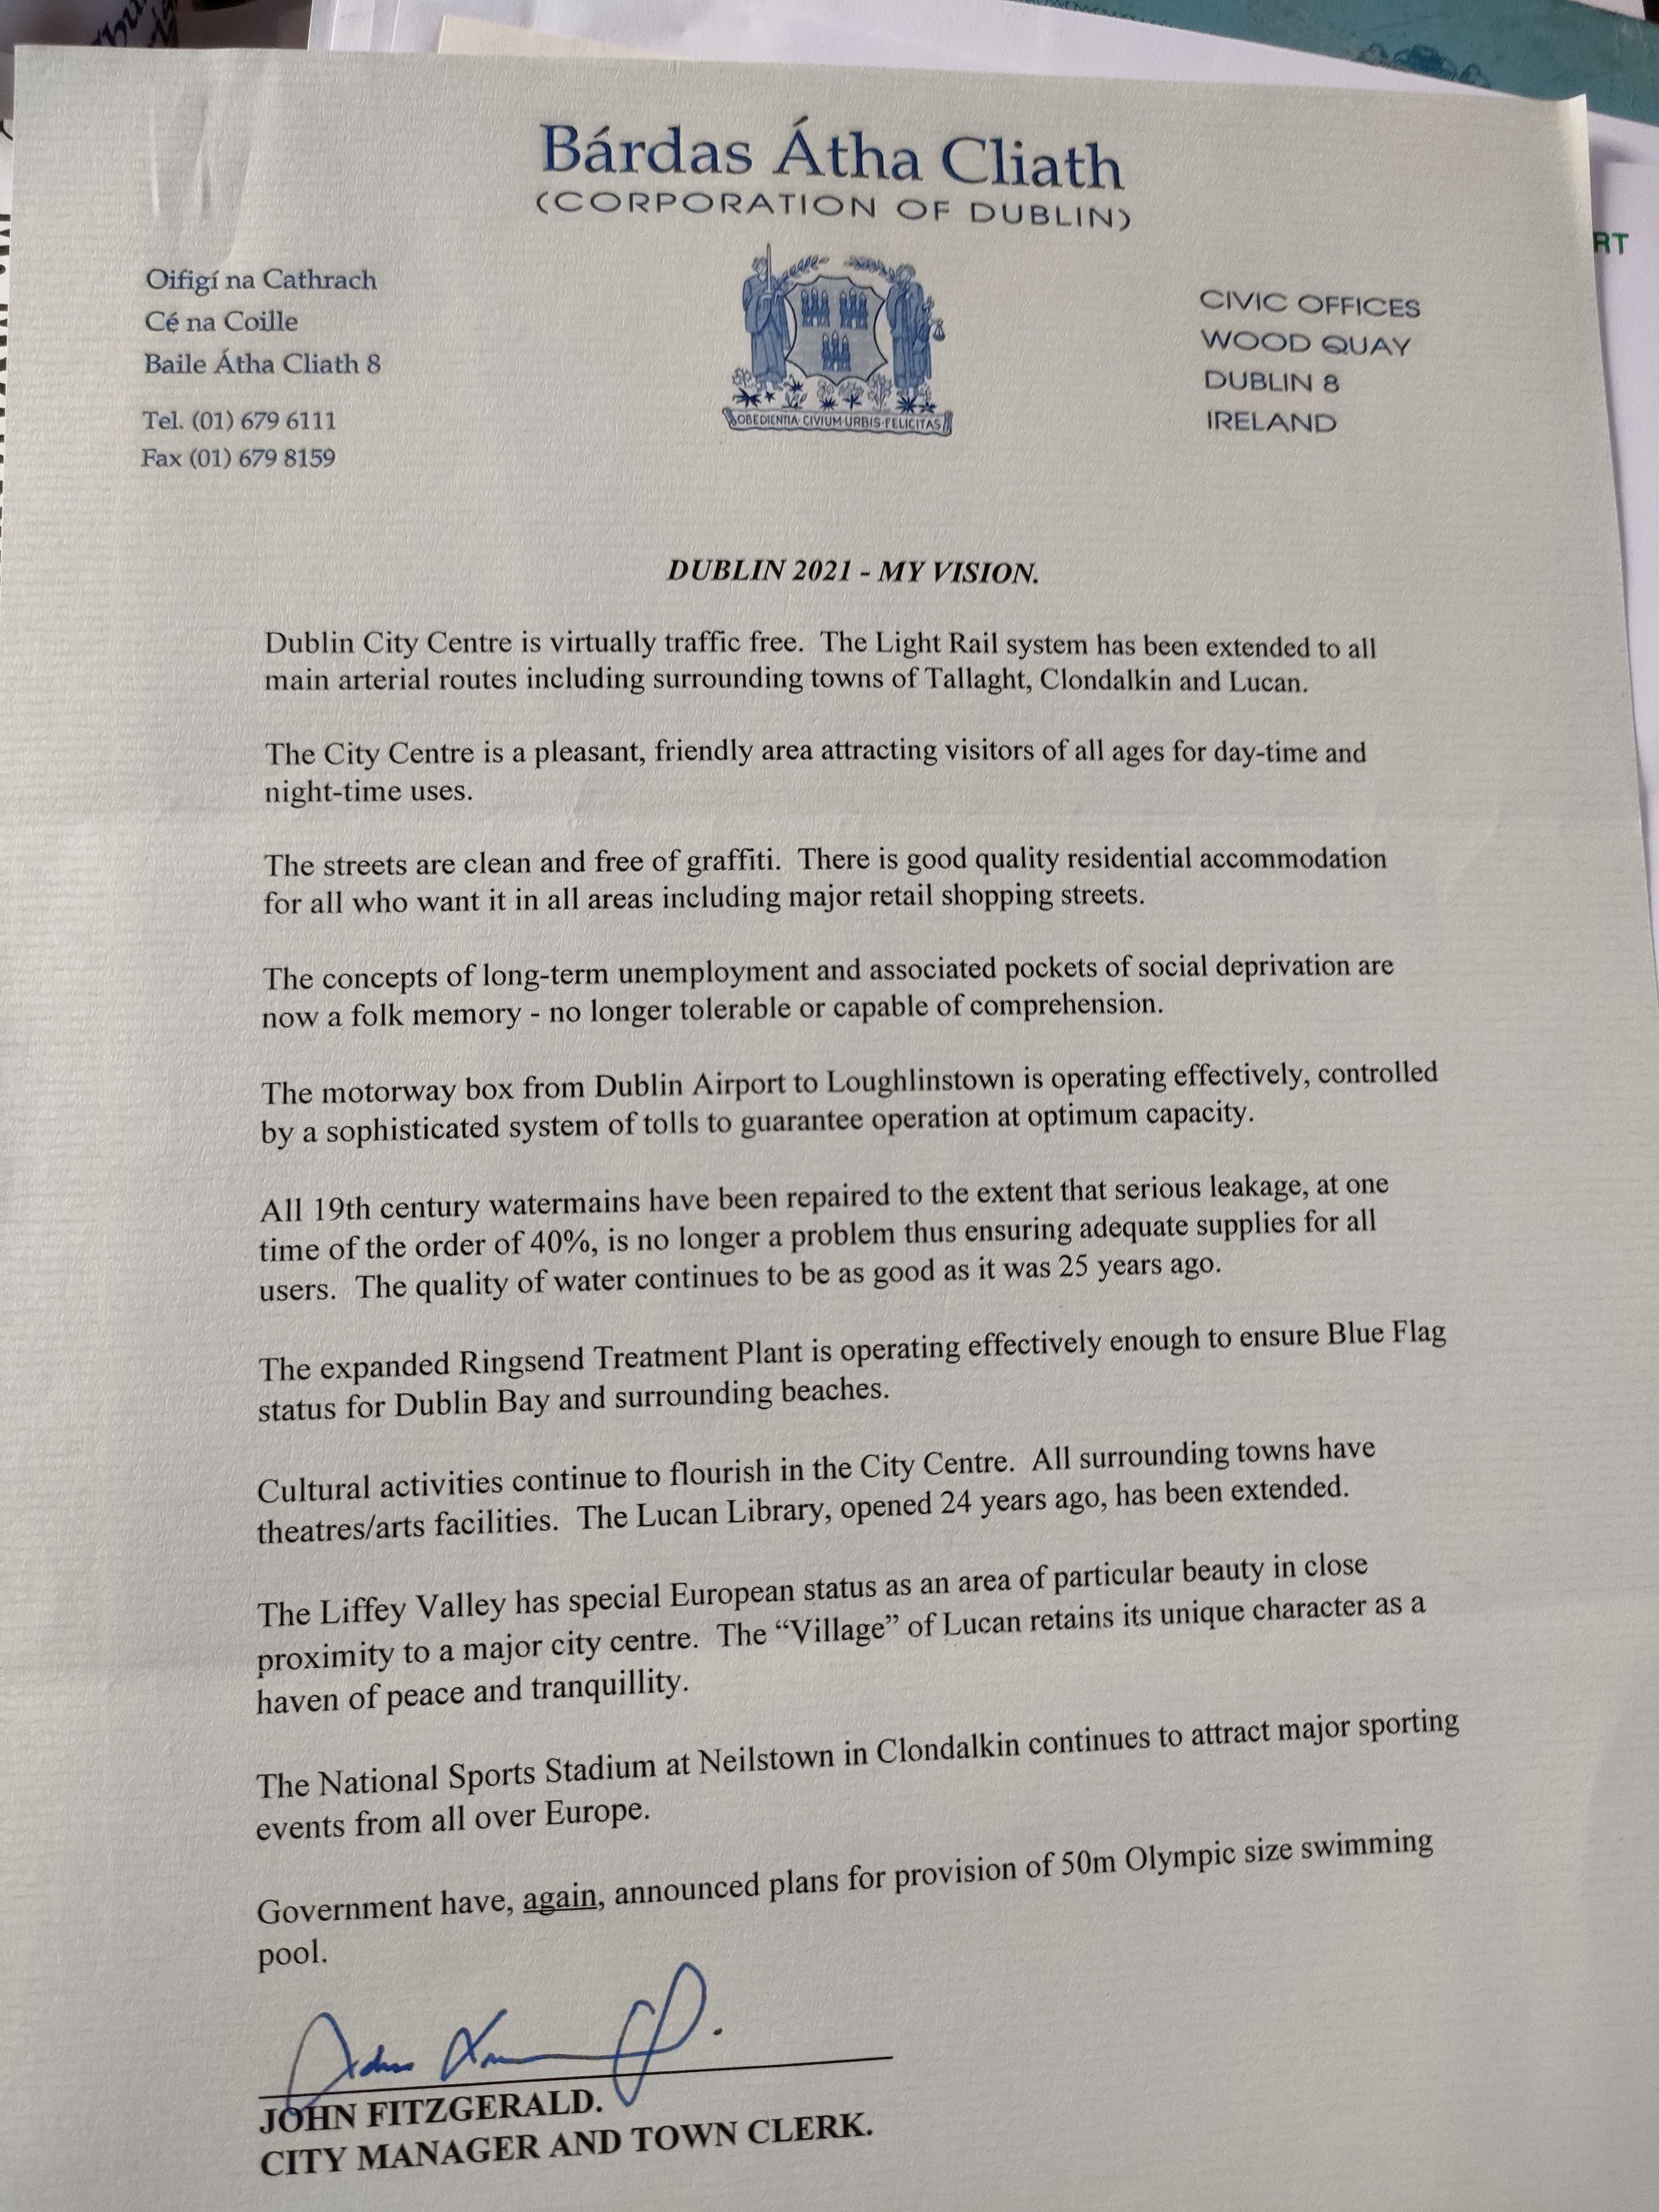 Bárdas Átha Cliath
(CORPORATION OF DUBLIN)
Oifigí na Cathrach
Cé na Coille
Baile Átha Cliath 8
Tel. (01) 679 6111
Fax (01) 679 8159
OBEDIENTIA·CIVIUM·URBIS·FELICITAS
CIVIC OFFICES
WOOD QUAY
DUBLIN 8
IRELAND
RT
DUBLIN 2021 - MY VISION.
Dublin City Centre is virtually traffic free. The Light Rail system has been extended to all
main arterial routes including surrounding towns of Tallaght, Clondalkin and Lucan.
The City Centre is a pleasant, friendly area attracting visitors of all ages for day-time and
night-time uses.
The streets are clean and free of graffiti. There is good quality residential accommodation
for all who want it in all areas including major retail shopping streets.
The concepts of long-term unemployment and associated pockets of social deprivation are
now a folk memory - no longer tolerable or capable of comprehension.
The motorway box from Dublin Airport to Loughlinstown is operating effectively, controlled
by a sophisticated system of tolls to guarantee operation at optimum capacity.
All 19th century watermains have been repaired to the extent that serious leakage, at one
time of the order of 40%, is no longer a problem thus ensuring adequate supplies for all
users. The quality of water continues to be as good as it was 25 years ago.
The expanded Ringsend Treatment Plant is operating effectively enough to ensure Blue Flag
status for Dublin Bay and surrounding beaches.
Cultural activities continue to flourish in the City Centre. All surrounding towns have
theatres/arts facilities. The Lucan Library, opened 24 years ago, has been extended.
The Liffey Valley has special European status as an area of particular beauty in close
proximity to a major city centre. The “Village” of Lucan retains its unique character as a
haven of peace and tranquillity.
The National Sports Stadium at Neilstown in Clondalkin continues to attract major sporting
events from all over Europe.
Government have, again, announced plans for provision of 50m Olympic size swimming
pool.
JOHN FITZGERALD.
CITY MANAGER AND TOWN CLERK.